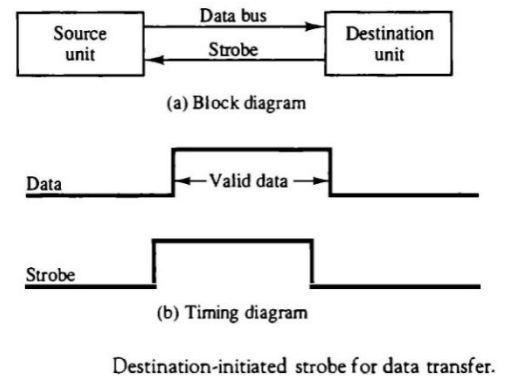 Data bus
Source
unit
Destination
unit
Strobe
(a) Block diagram
Data
Valid data
Strobe
(b) Timing diagram
Destination-initiated strobe for data transfer.